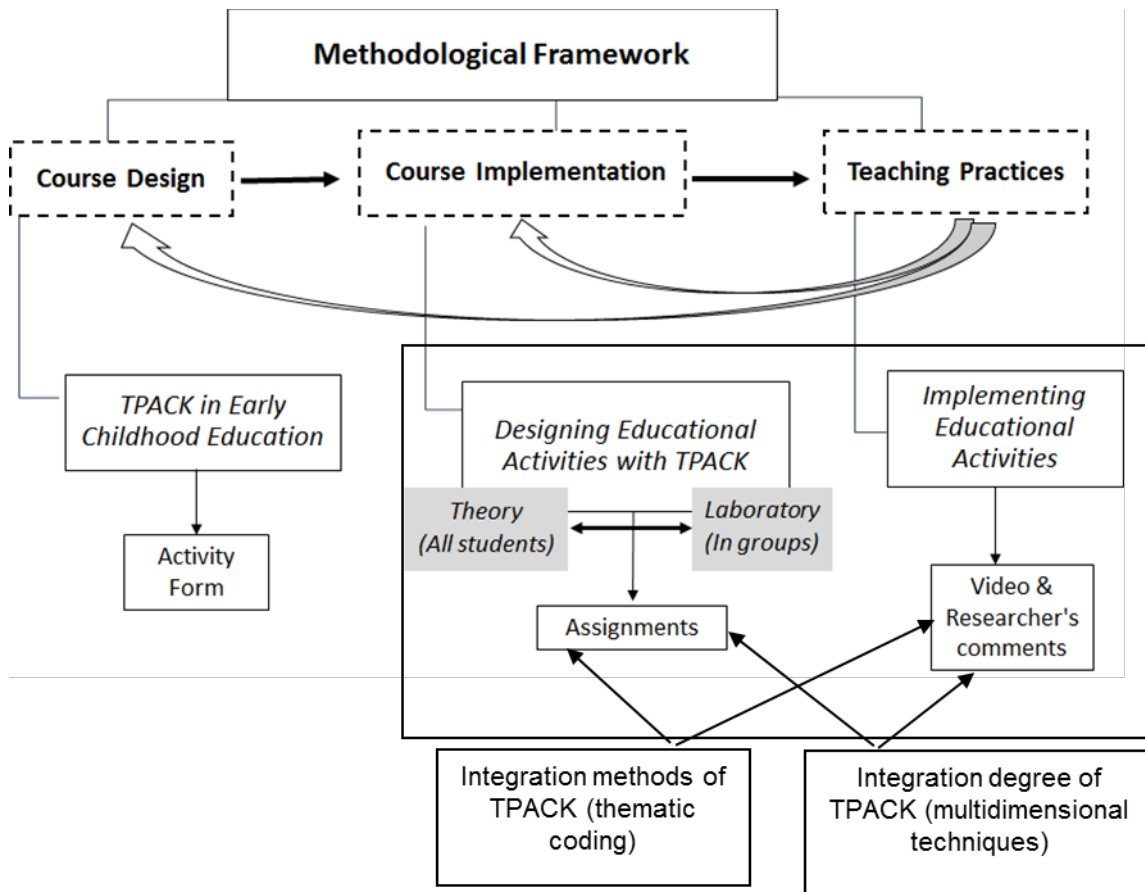 Methodological Framework
Course Design
Course Implementation
Teaching Practices
TPACK in Early
Childhood Education
Activity
Form
Designing Educational
Activities with TPACK
Theory
(All students)
Laboratory
(In groups)
Assignments
Implementing
Educational
Activities
Video &
Researcher's
comments
Integration methods of
TPACK (thematic
coding)
Integration degree of
TPACK (multidimensional
techniques)